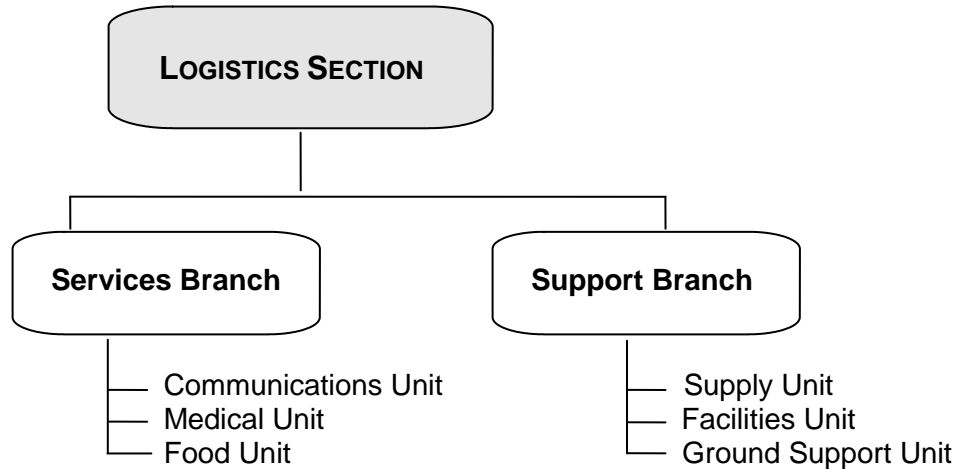 LOGISTICS SECTION
Services Branch
Support Branch
Communications Unit
Medical Unit
Food Unit
Supply Unit
Facilities Unit
Ground Support Unit